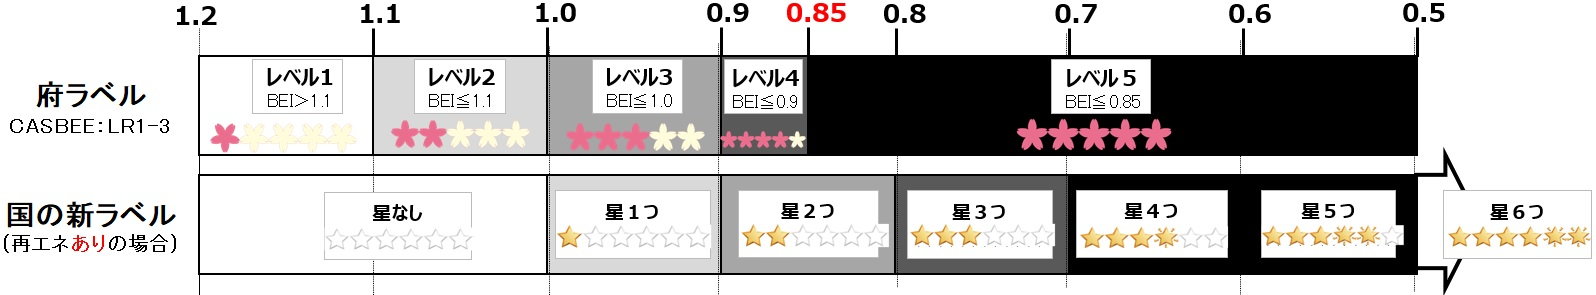 1.2 1.1 1.0 0.9 0.85 0.8 0.7 0.6 0.5
府ラベル
CASBEE:LR1-3
レベル1
BEI>1.1
レベル2
BEI≦1.1
レベル3
BEI≦1.0
レベル4
BEI≦0.9
レベル5
BEI≦0.85
国の新ラベル
(再エネありの場合)
星なし
星1つ
星2つ
星3つ
星4つ
星5つ
星6つ